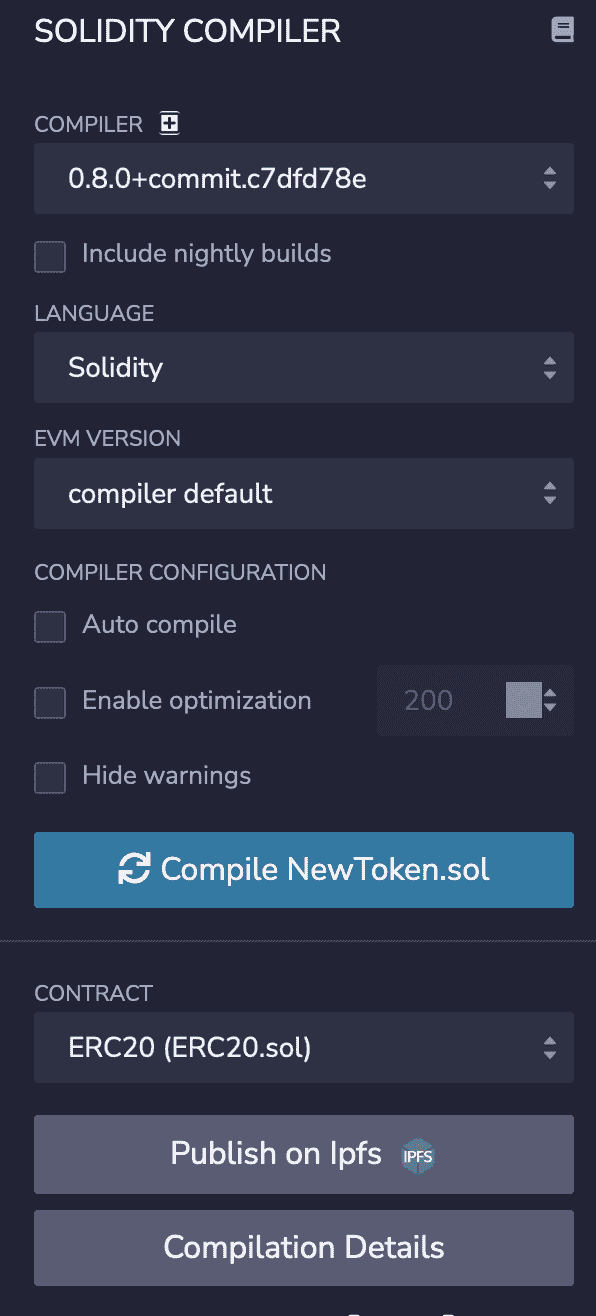 SOLIDITY COMPILER
COMPILER
0.8.0+commit.c7dfd78e
Include nightly builds
LANGUAGE
Solidity
EVM VERSION
compiler default
COMPILER CONFIGURATION
Auto compile
Enable optimization 200
Hide warnings
Compile NewToken.sol
CONTRACT
ERC20 (ERC20.sol)
Publish on Ipfs IPFS
Compilation Details